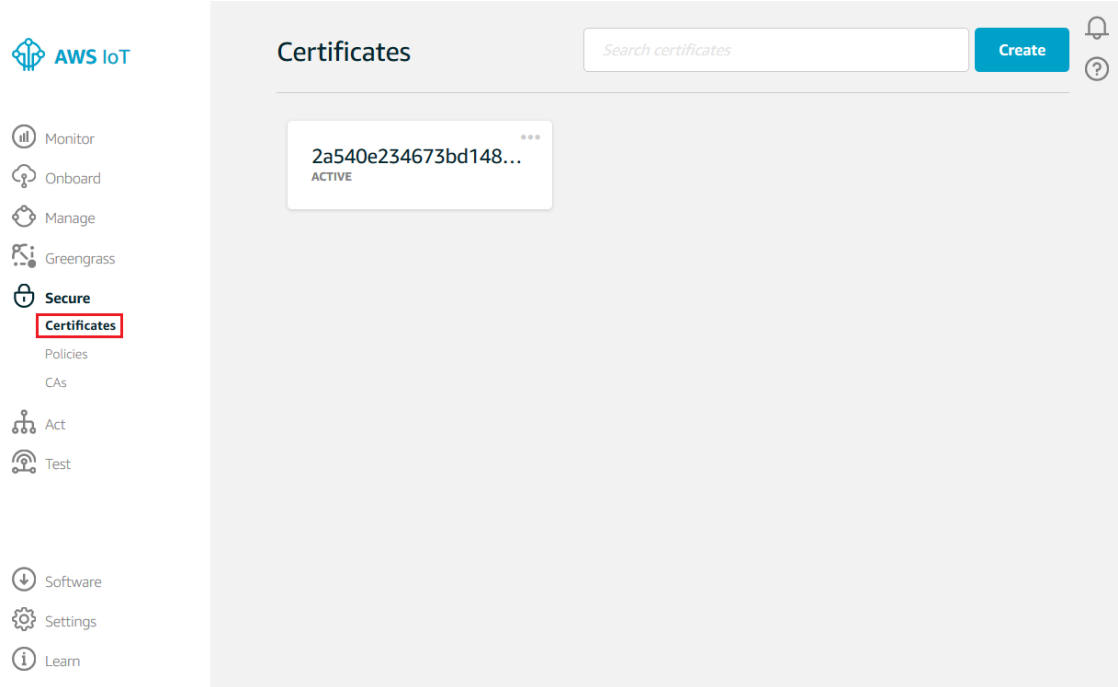 AWS IoT
Monitor
Onboard
Manage
Greengrass
Secure
Certificates
Policies
CAs
Act
Test
Software
Settings
Learn
Certificates
Search certificates
Create
?
2a540e234673bd148...
ACTIVE